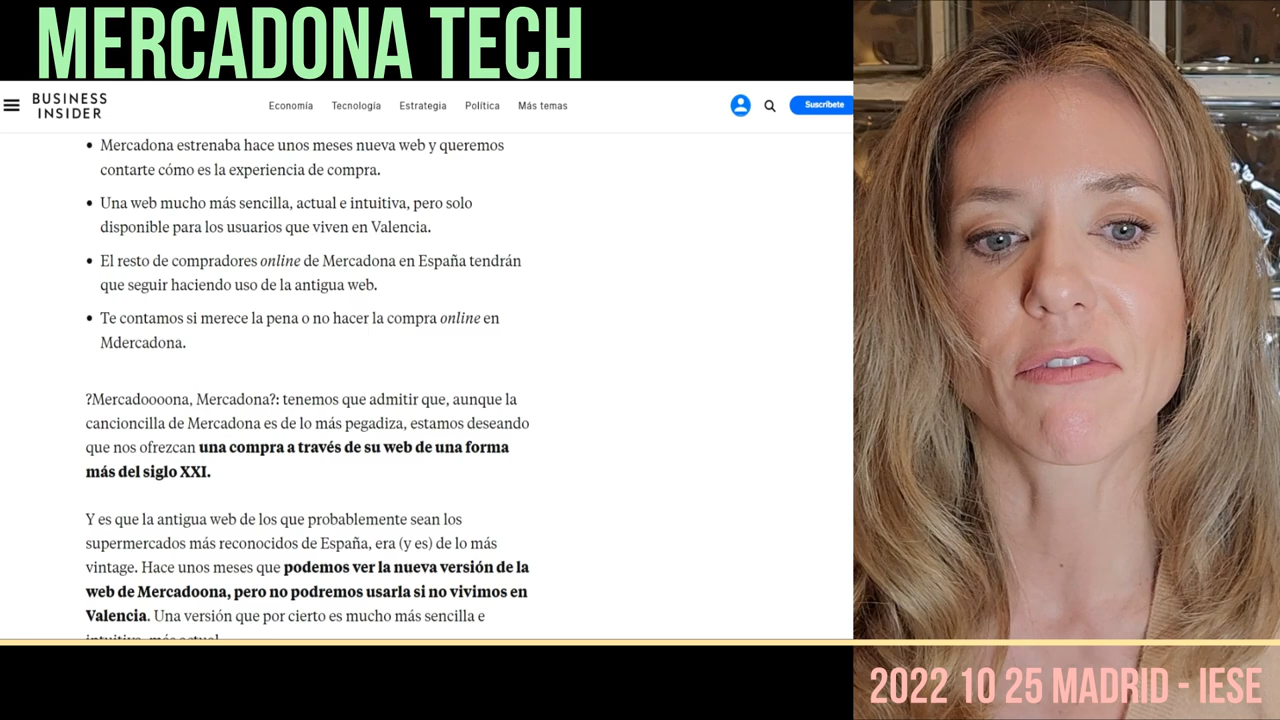 MERCADONA TECH
BUSINESS
INSIDER
Economía Tecnología Estrategia Política Más temas
Suscríbete
• Mercadona estrenaba hace unos meses nueva web y queremos
contarte cómo es la experiencia de compra.
• Una web mucho más sencilla, actual e intuitiva, pero solo
disponible para los usuarios que viven en Valencia.
• El resto de compradores online de Mercadona en España tendrán
que seguir haciendo uso de la antigua web.
• Te contamos si merece la pena o no hacer la compra online en
Mdercadona.
?Mercadoooona, Mercadona?: tenemos que admitir que, aunque la
cancioncilla de Mercadona es de lo más pegadiza, estamos deseando
que nos ofrezcan una compra a través de su web de una forma
más del siglo XXI.
Y es que la antigua web de los que probablemente sean los
supermercados más reconocidos de España, era (y es) de lo más
vintage. Hace unos meses que podemos ver la nueva versión de la
web de Mercadoona, pero no podremos usarla si no vivimos en
Valencia. Una versión que por cierto es mucho más sencilla e
intuitiva, más actual.
2022 10 25 MADRID - IESE